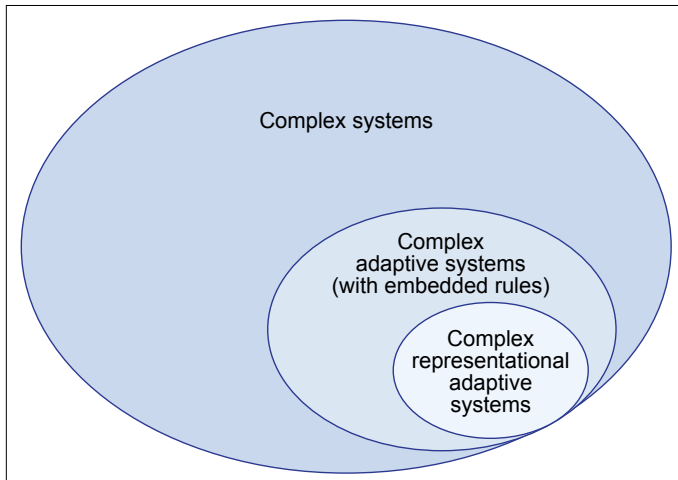 Complex systems
Complex
adaptive systems
(with embedded rules)
Complex
representational
adaptive
systems